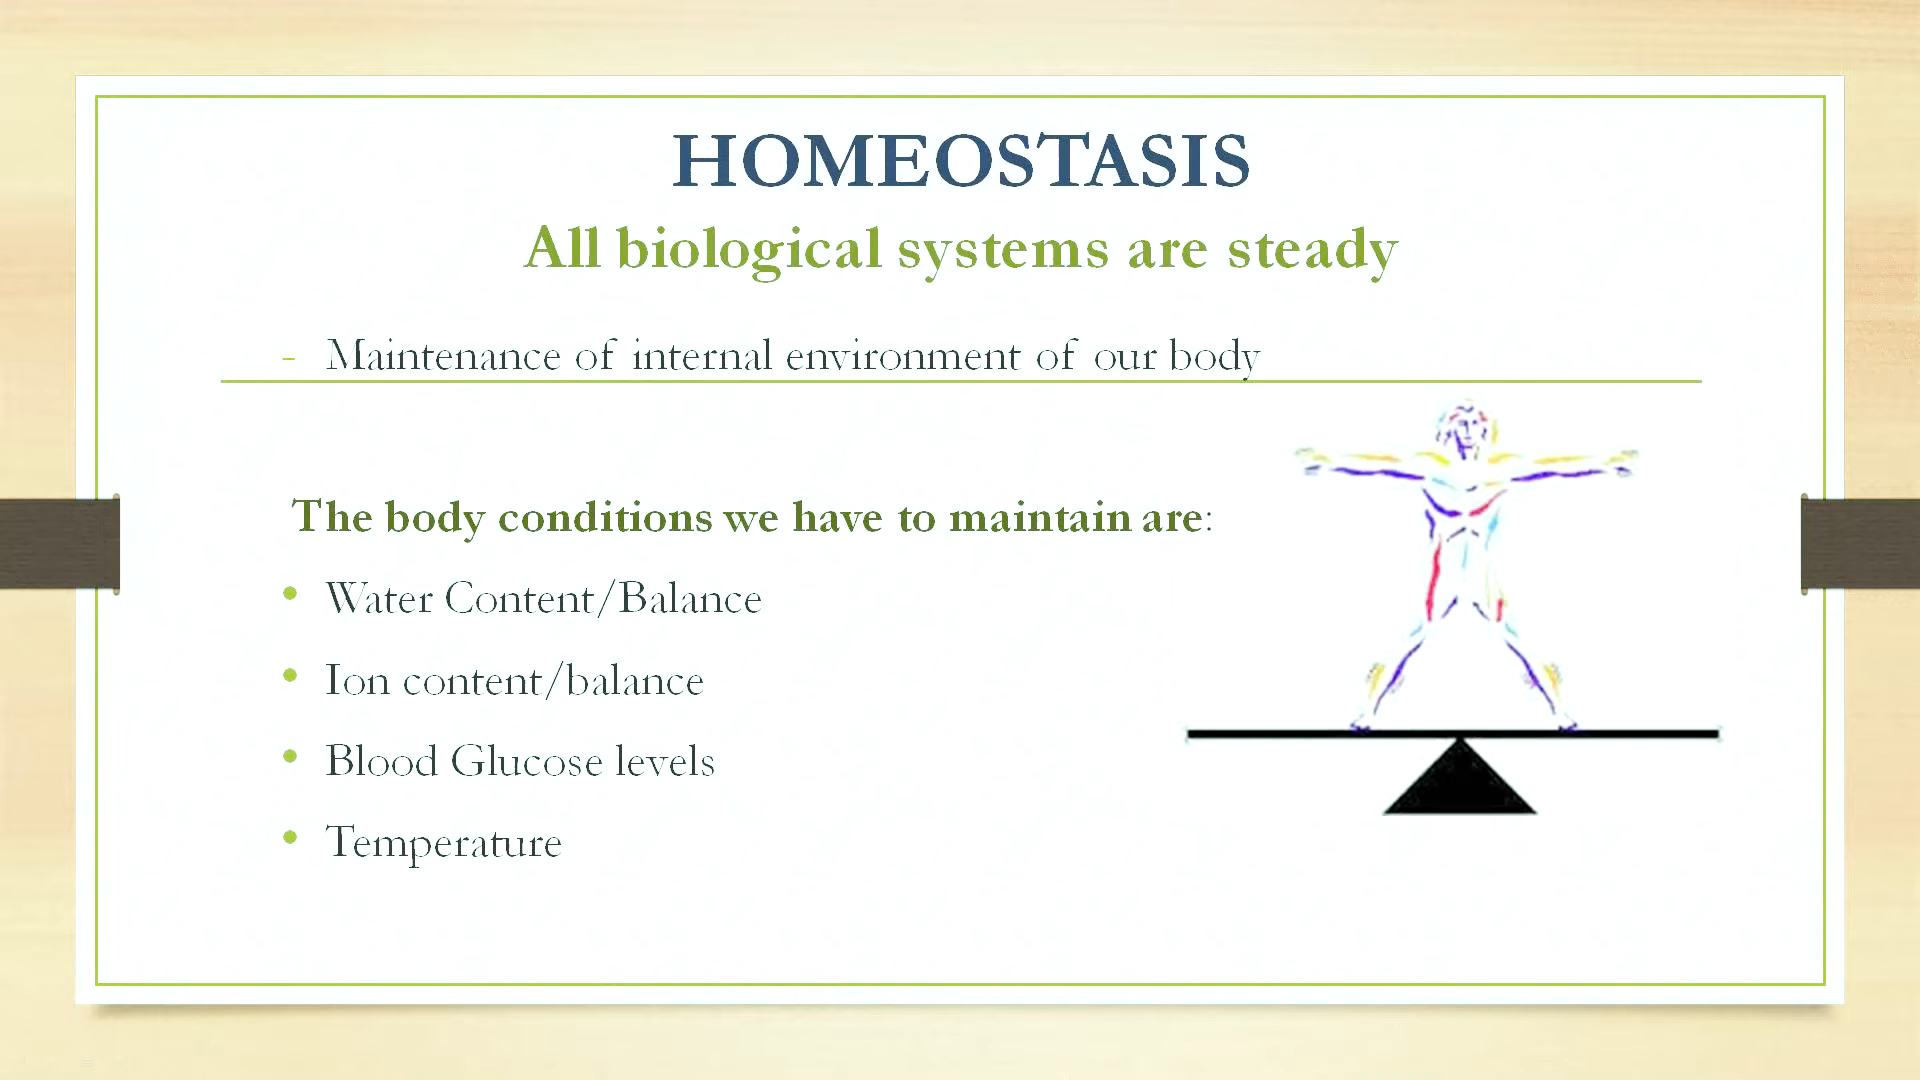 HOMEOSTASIS
All biological systems are steady
- Maintenance of internal environment of our body
The body conditions we have to maintain are:
• Water Content/Balance
• Ion content/balance
• Blood Glucose levels
• Temperature